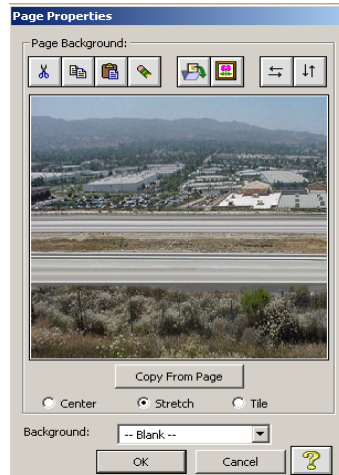 Page Properties
Page Background:
Copy From Page
Center Stretch Tile
Background: -- Blank --
OK Cancel